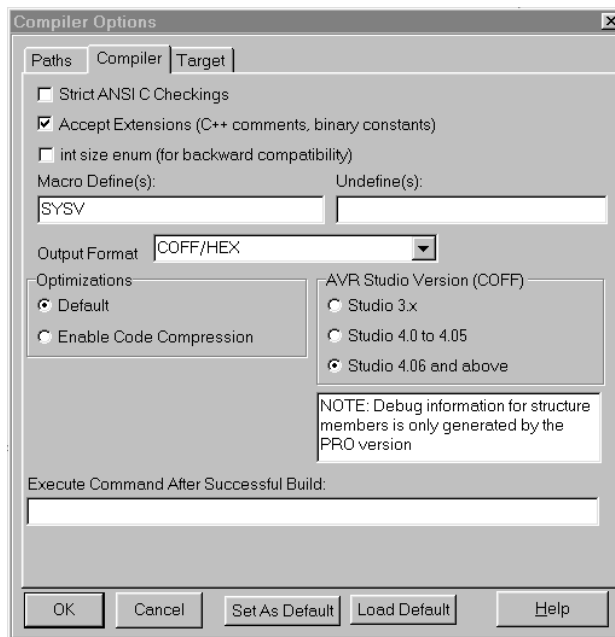 Compiler Options
Paths Compiler Target
Strict ANSI C Checkings
Accept Extensions (C++ comments, binary constants)
int size enum (for backward compatibility)
Macro Define(s): Undefine(s):
SYSV
Output Format COFF/HEX
Optimizations AVR Studio Version (COFF)
Default Studio 3.x
Enable Code Compression Studio 4.0 to 4.05
Studio 4.06 and above
NOTE: Debug information for structure
members is only generated by the
PRO version
Execute Command After Successful Build:
OK Cancel Set As Default Load Default Help